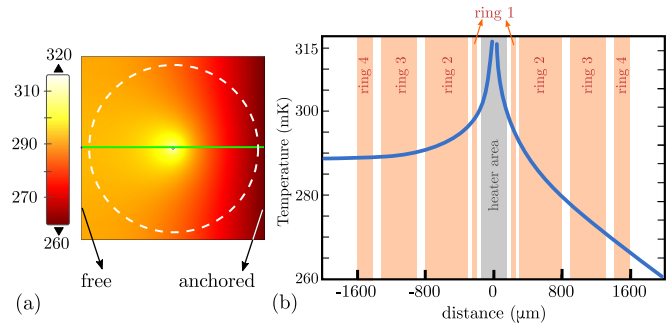 320
310
290
270
260
free
anchored
(a)
ring 1
315
300
280
260
Temperature (mK)
ring 4
ring 3
ring 2
heater area
ring 2
ring 3
ring 4
-1600
-800
0
800
1600
distance (μm)
(b)